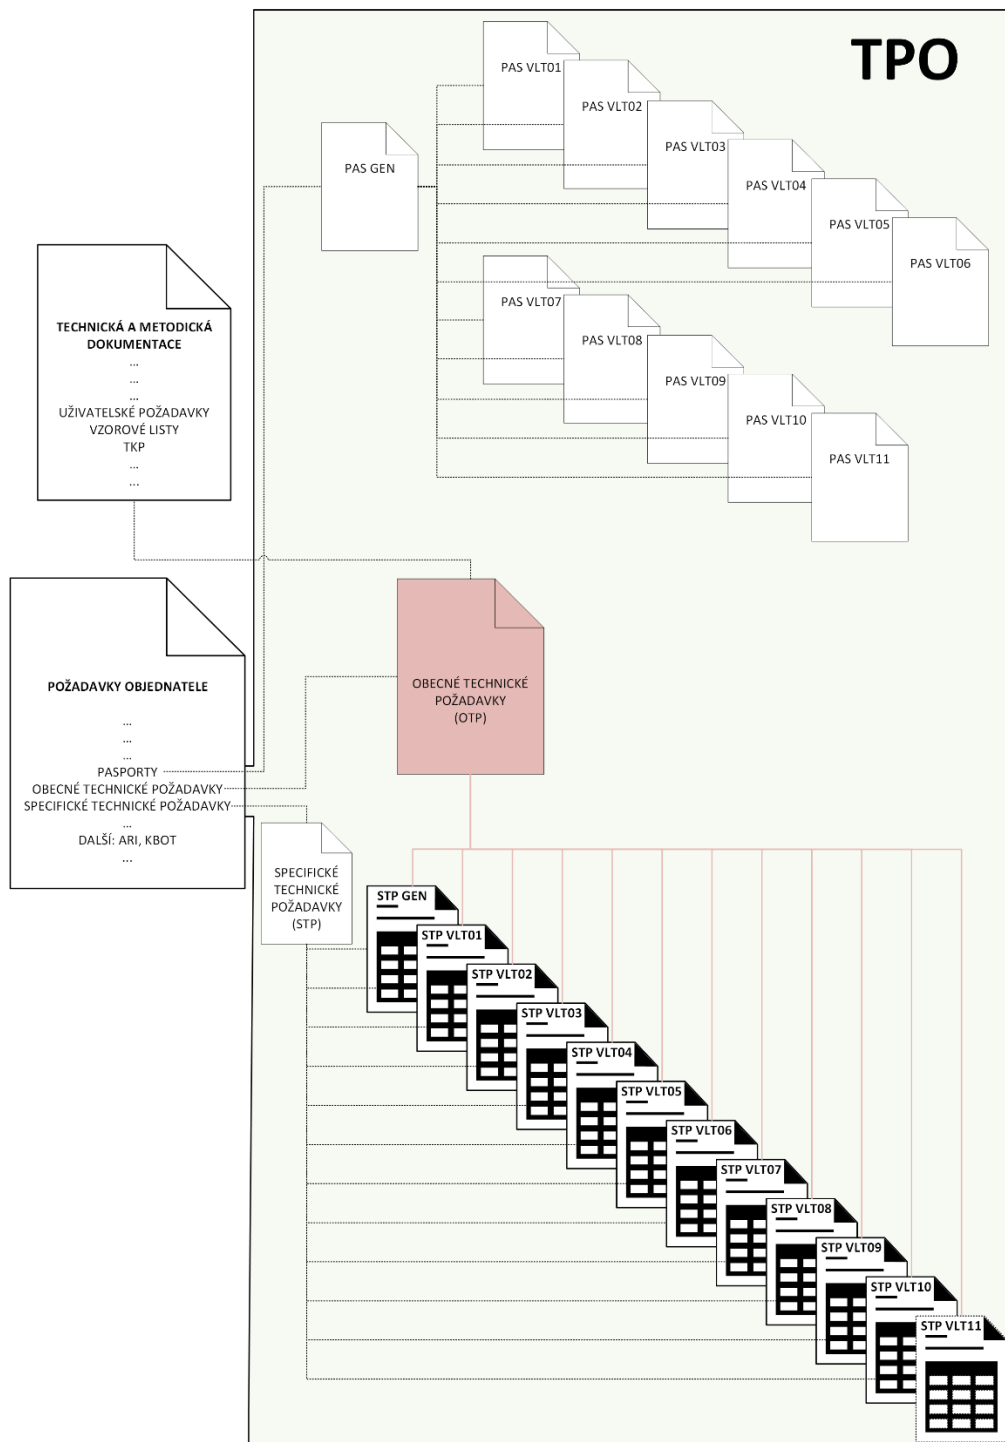 TPO
PAS VLT01
PAS VLT02
PAS VLT03
PAS VLT04
PAS VLT05
PAS VLT06
PAS GEN
PAS VLT07
PAS VLT08
PAS VLT09
PAS VLT10
PAS VLT11
TECHNICKÁ A METODICKÁ
DOKUMENTACE
...
...
...
UŽIVATELSKÉ POŽADAVKY
VZOROVÉ LISTY
TKP
...
...
POŽADAVKY OBJEDNATELE
...
...
...
PASPORTY
OBECNÉ TECHNICKÉ POŽADAVKY
SPECIFICKÉ TECHNICKÉ POŽADAVKY
...
DALŠÍ: ARI, KBOT
...
OBECNÉ TECHNICKÉ
POŽADAVKY
(OTP)
SPECIFICKÉ
TECHNICKÉ
POŽADAVKY
(STP)
STP GEN
STP VLT01
STP VLT02
STP VLT03
STP VLT04
STP VLT05
STP VLT06
STP VLT07
STP VLT08
STP VLT09
STP VLT10
STP VLT11